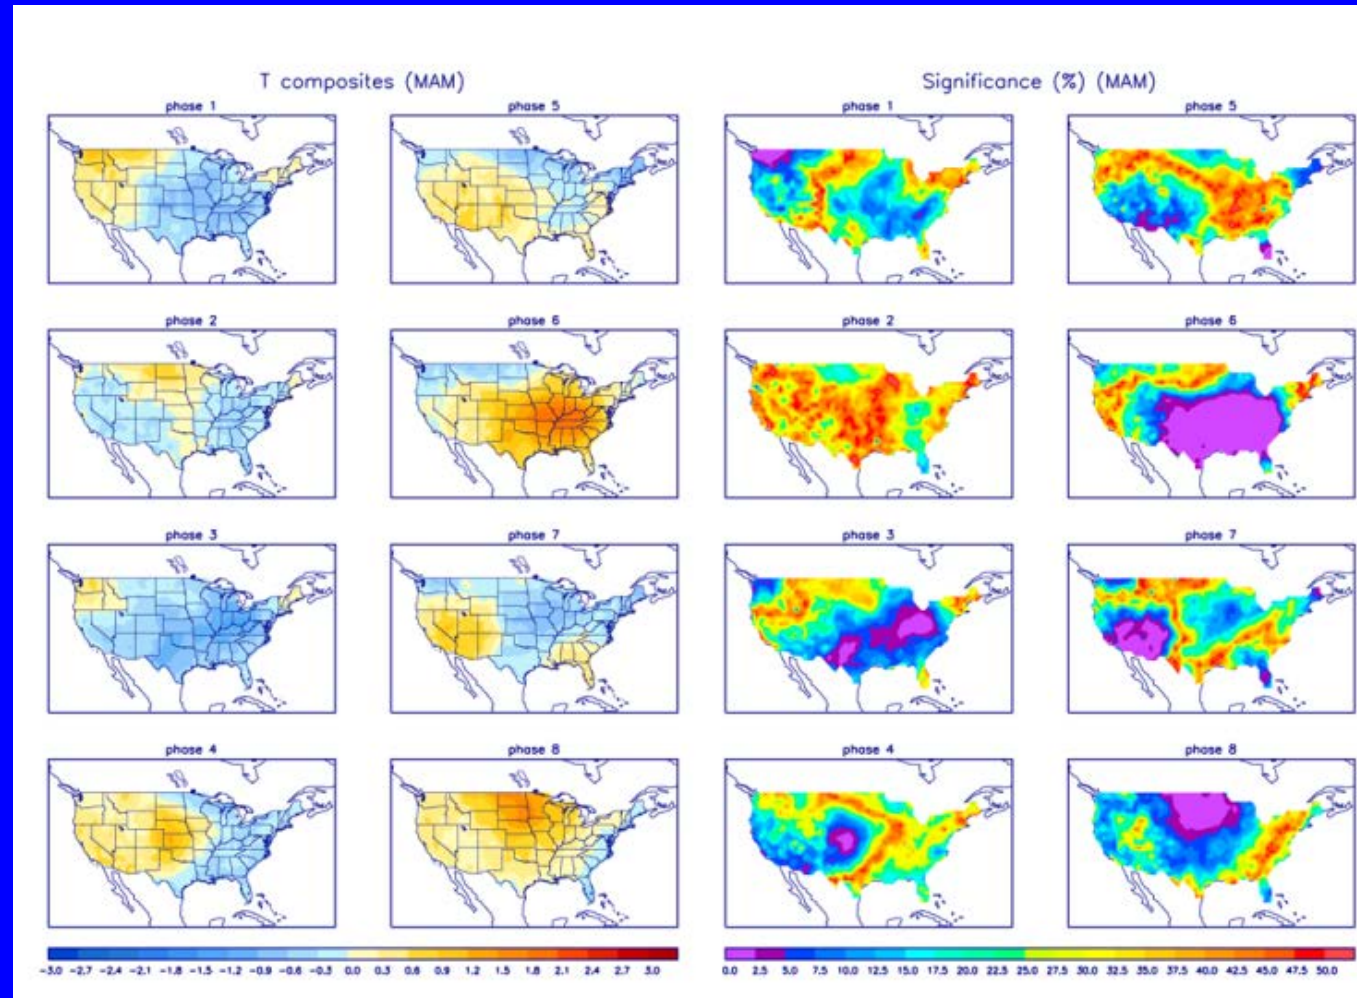 T composites (MAM) Significance (%) (MAM)
phase 1 phase 5 phase 1 phase 5
phase 2 phase 6 phase 2 phase 6
phase 3 phase 7 phase 3 phase 7
phase 4 phase 8 phase 4 phase 8
-3.0 -2.7 -2.4 -2.1 -1.8 -1.5 -1.2 -0.9 -0.6 -0.3 0.0 0.3 0.6 0.9 1.2 1.5 1.8 2.1 2.4 2.7 3.0 0.0 2.5 5.0 7.5 10.0 12.5 15.0 17.5 20.0 22.5 25.0 27.5 30.0 32.5 35.0 37.5 40.0 42.5 45.0 47.5 50.0